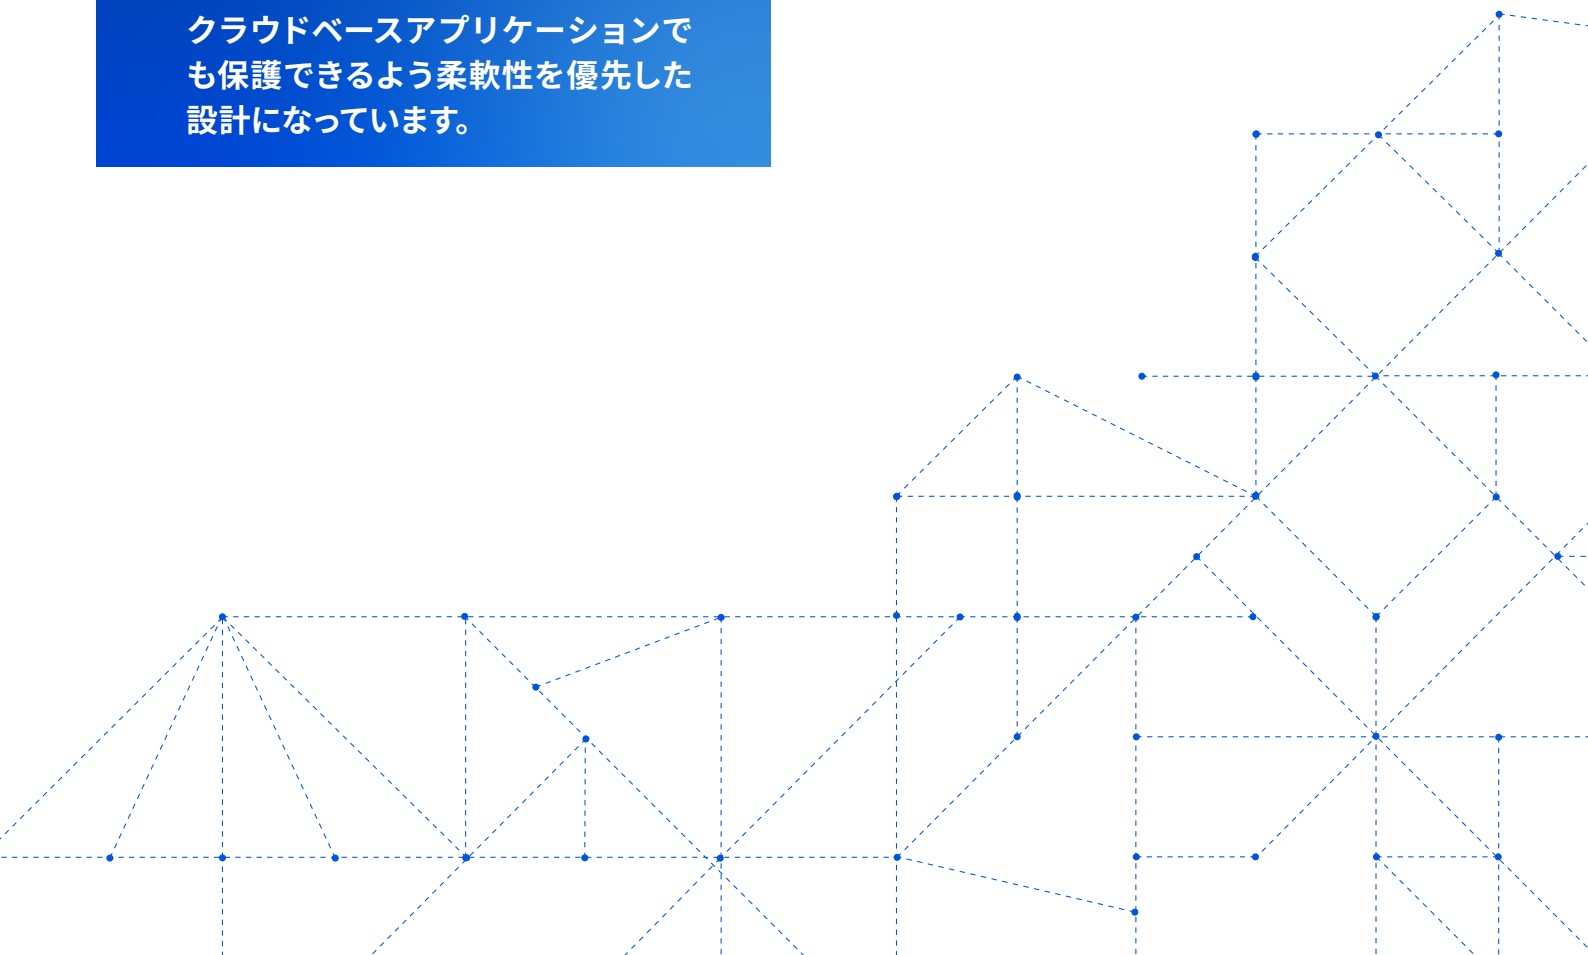 クラウドベースアプリケーションで
も保護できるよう柔軟性を優先した
設計になっています。